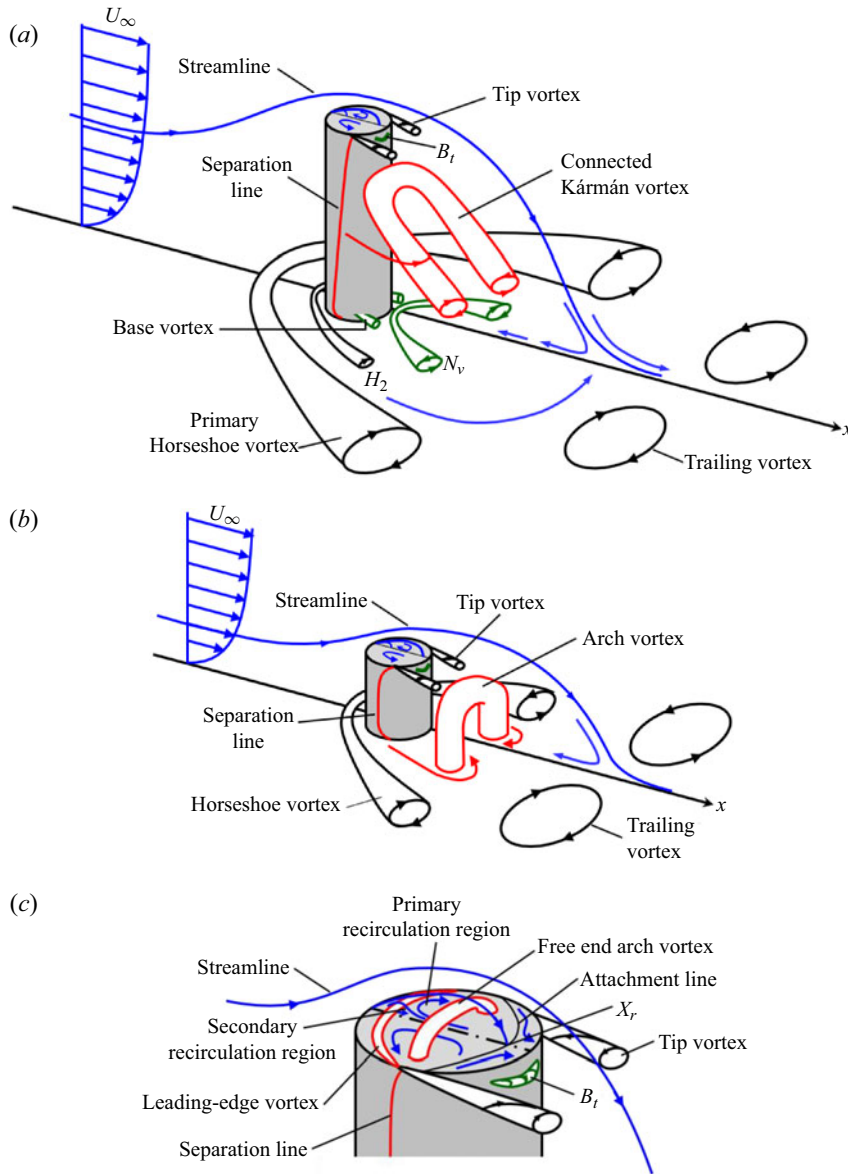 (a)
U∞
Streamline
Tip vortex
Bt
Separation
line
Connected
Kármán vortex
Base vortex
H2
Nv
Primary
Horseshoe vortex
x
Trailing vortex
(b)
U∞
Streamline
Tip vortex
Arch vortex
Separation
line
Horseshoe vortex
x
Trailing
vortex
(c)
Primary
recirculation region
Free end arch vortex
Streamline
Attachment line
Xr
Secondary
recirculation region
Tip vortex
Leading-edge vortex
Bt
Separation line